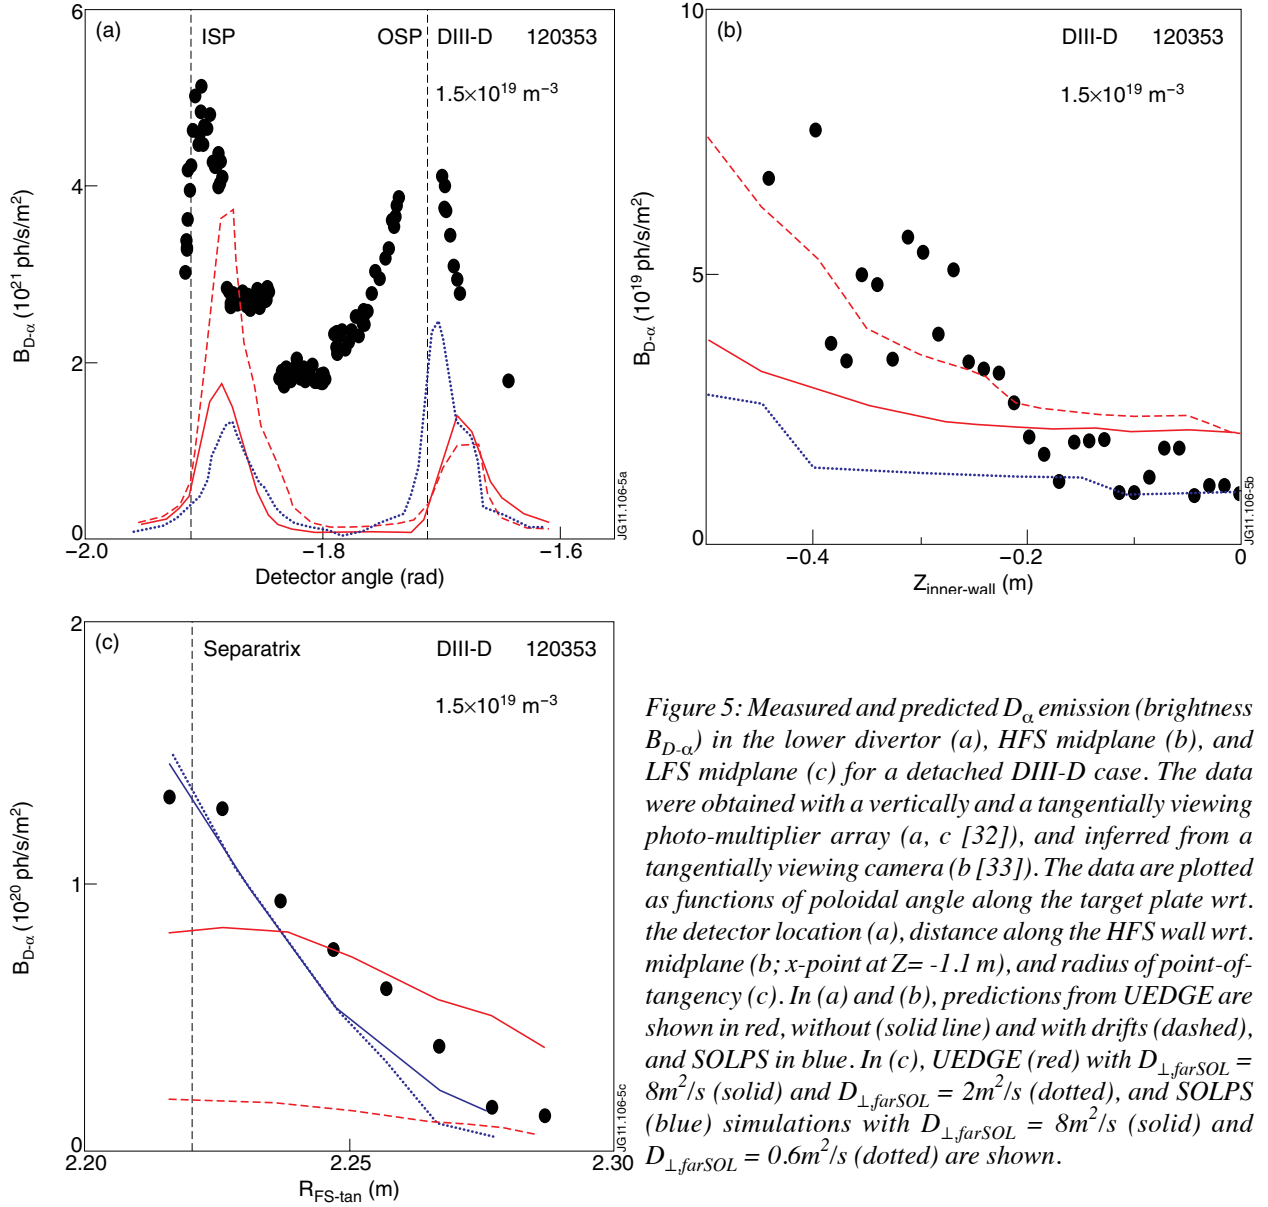 (a)
ISP
OSP
DIII-D 120353
1.5×10¹⁹ m⁻³
6
4
2
0
B_D-α (10²¹ ph/s/m²)
−2.0
−1.8
−1.6
Detector angle (rad)
JG11.106-5a
(b)
DIII-D 120353
1.5×10¹⁹ m⁻³
10
5
0
B_D-α (10¹⁹ ph/s/m²)
−0.4
−0.2
0
Z_inner-wall (m)
JG11.106-5b
(c)
Separatrix
DIII-D 120353
1.5×10¹⁹ m⁻³
2
1
0
B_D-α (10²⁰ ph/s/m²)
2.20
2.25
2.30
R_FS-tan (m)
JG11.106-5c
Figure 5: Measured and predicted D_α emission (brightness
B_D-α) in the lower divertor (a), HFS midplane (b), and
LFS midplane (c) for a detached DIII-D case. The data
were obtained with a vertically and a tangentially viewing
photo-multiplier array (a, c [32]), and inferred from a
tangentially viewing camera (b [33]). The data are plotted
as functions of poloidal angle along the target plate wrt.
the detector location (a), distance along the HFS wall wrt.
midplane (b; x-point at Z= -1.1 m), and radius of point-of-
tangency (c). In (a) and (b), predictions from UEDGE are
shown in red, without (solid line) and with drifts (dashed),
and SOLPS in blue. In (c), UEDGE (red) with D_⊥,farSOL =
8m²/s (solid) and D_⊥,farSOL = 2m²/s (dotted), and SOLPS
(blue) simulations with D_⊥,farSOL = 8m²/s (solid) and
D_⊥,farSOL = 0.6m²/s (dotted) are shown.